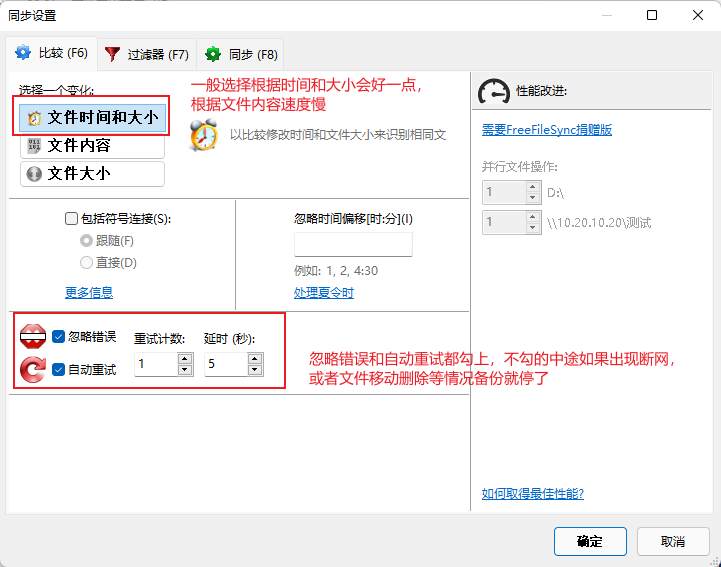 同步设置
比较 (F6)
过滤器 (F7)
同步 (F8)
选择一个变化:
文件时间和大小
文件内容
文件大小
一般选择根据时间和大小会好一点，
根据文件内容速度慢
以比较修改时间和文件大小来识别相同文
包括符号连接(S):
跟随(F)
直接(D)
更多信息
忽略时间偏移[时:分](I)
例如: 1, 2, 4:30
处理夏令时
忽略错误
重试计数:
延时 (秒):
自动重试
1
5
忽略错误和自动重试都勾上，不勾的中途如果出现断网，
或者文件移动删除等情况备份就停了
性能改进:
需要FreeFileSync捐赠版
并行文件操作:
1 D:\
1 \\10.20.10.20\测试
如何取得最佳性能?
确定
取消